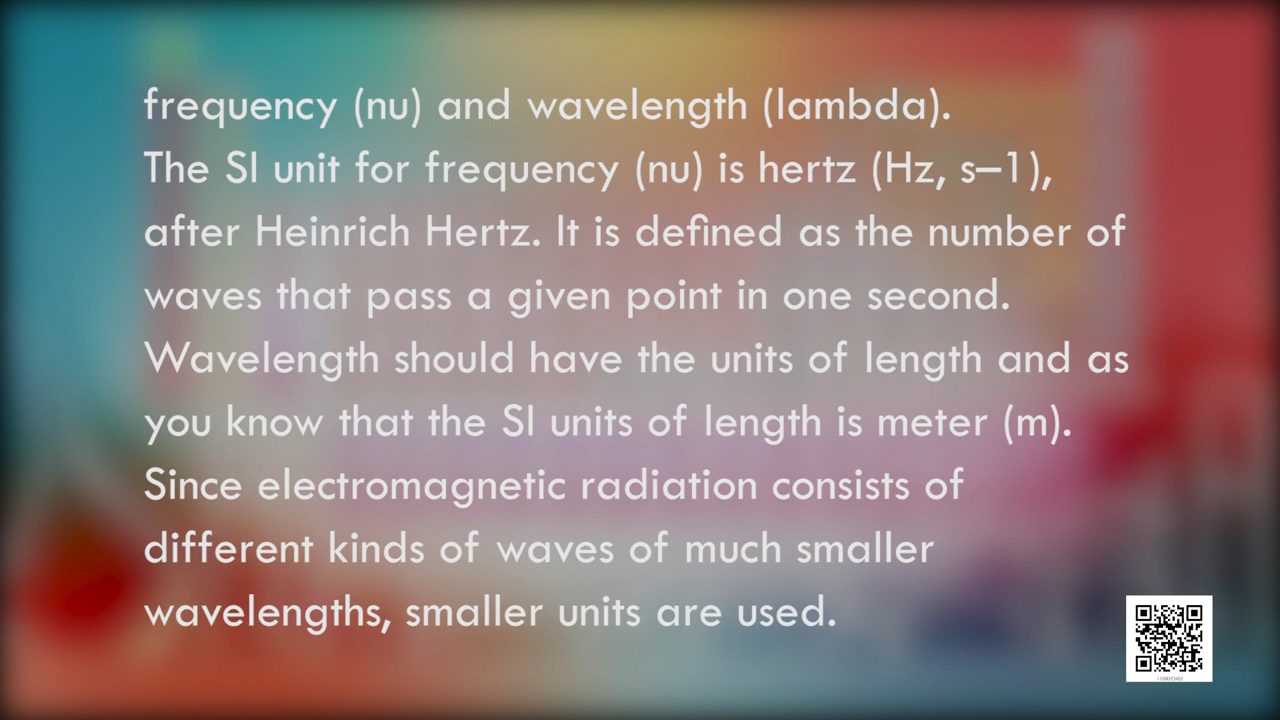 frequency (nu) and wavelength (lambda).
The SI unit for frequency (nu) is hertz (Hz, s–1),
after Heinrich Hertz. It is defined as the number of
waves that pass a given point in one second.
Wavelength should have the units of length and as
you know that the SI units of length is meter (m).
Since electromagnetic radiation consists of
different kinds of waves of much smaller
wavelengths, smaller units are used.